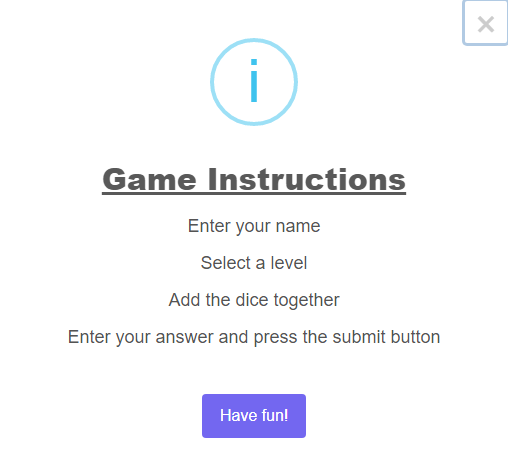 ×
i
Game Instructions
Enter your name
Select a level
Add the dice together
Enter your answer and press the submit button
Have fun!